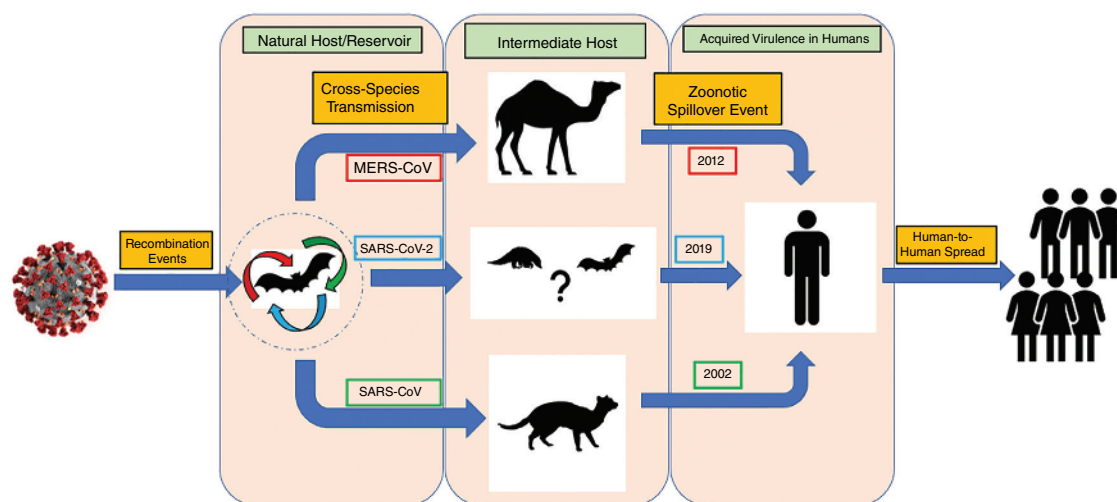 Natural Host/Reservoir
Intermediate Host
Acquired Virulence in Humans
Cross-Species
Transmission
Zoonotic
Spillover Event
MERS-CoV
2012
Recombination
Events
SARS-CoV-2
?
2019
Human-to-
Human Spread
SARS-CoV
2002